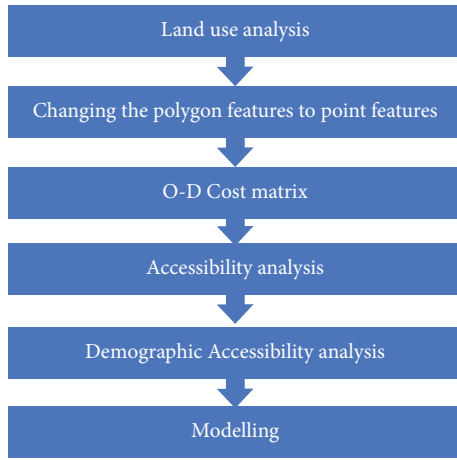 Land use analysis
Changing the polygon features to point features
O-D Cost matrix
Accessibility analysis
Demographic Accessibility analysis
Modelling